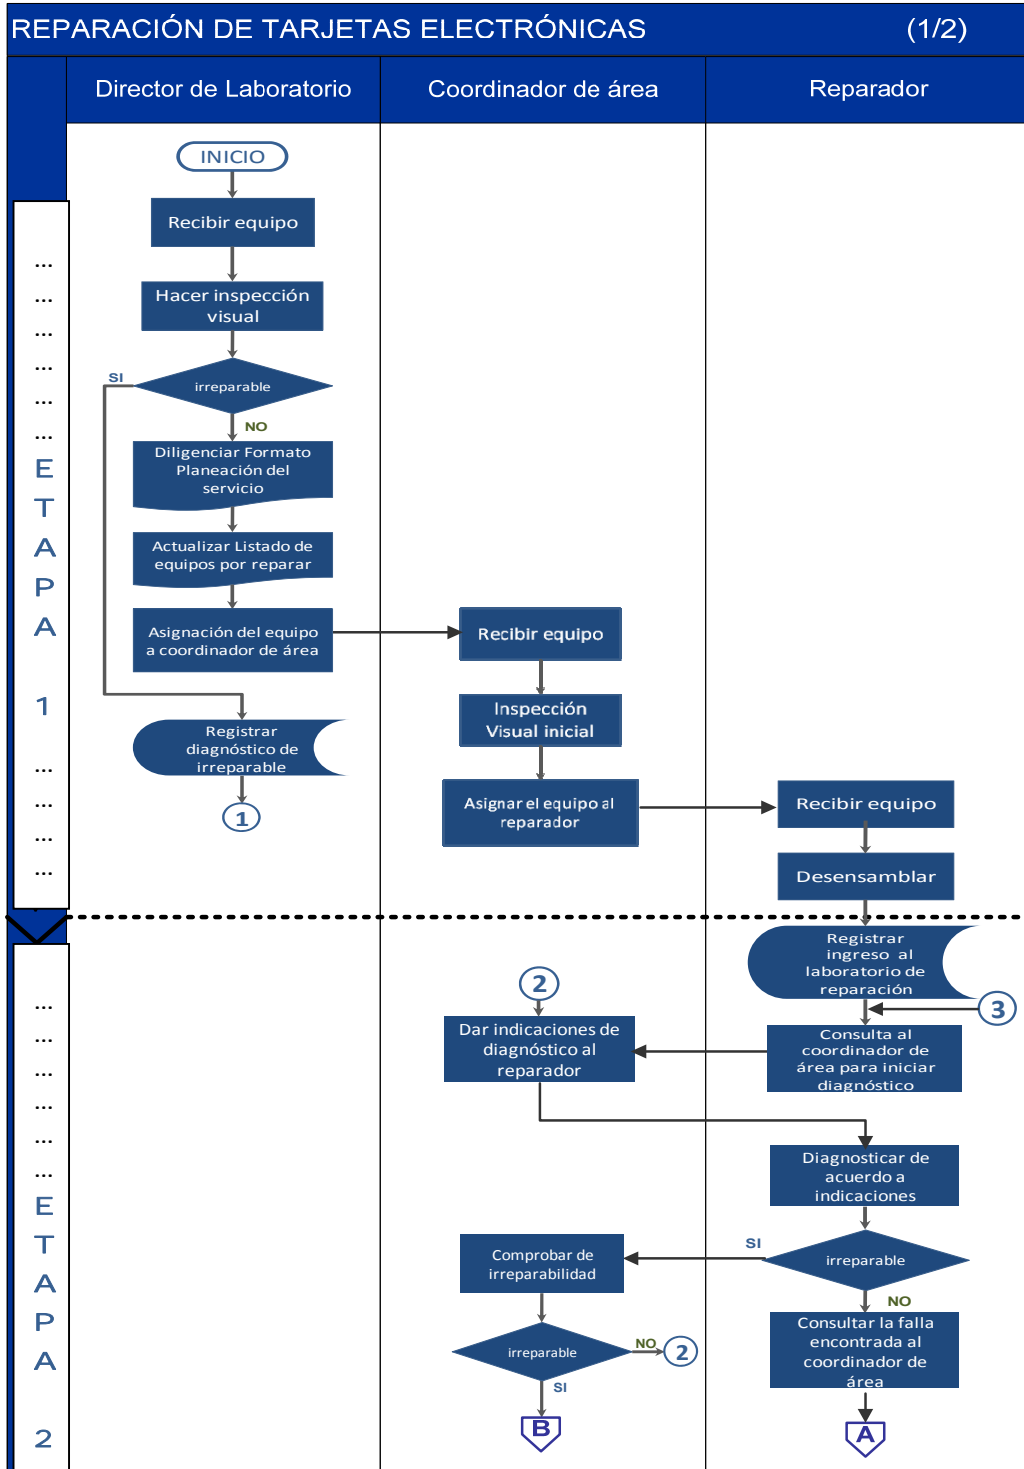 REPARACIÓN DE TARJETAS ELECTRÓNICAS (1/2)
Director de Laboratorio
Coordinador de área
Reparador
INICIO
Recibir equipo
Hacer inspección
visual
SI
irreparable
NO
Diligenciar Formato
Planeación del
servicio
Actualizar Listado de
equipos por reparar
Asignación del equipo
a coordinador de área
Registrar
diagnóstico de
irreparable
1
Recibir equipo
Inspección
Visual inicial
Asignar el equipo al
reparador
Recibir equipo
Desensamblar
...
...
...
...
...
...
E
T
A
P
A
1
...
...
...
...
Registrar
ingreso al
laboratorio de
reparación
3
2
Dar indicaciones de
diagnóstico al
reparador
Consulta al
coordinador de
área para iniciar
diagnóstico
Diagnosticar de
acuerdo a
indicaciones
SI
irreparable
NO
Comprobar de
irreparabilidad
irreparable
NO
2
SI
B
Consultar la falla
encontrada al
coordinador de
área
A
...
...
...
...
...
...
E
T
A
P
A
2